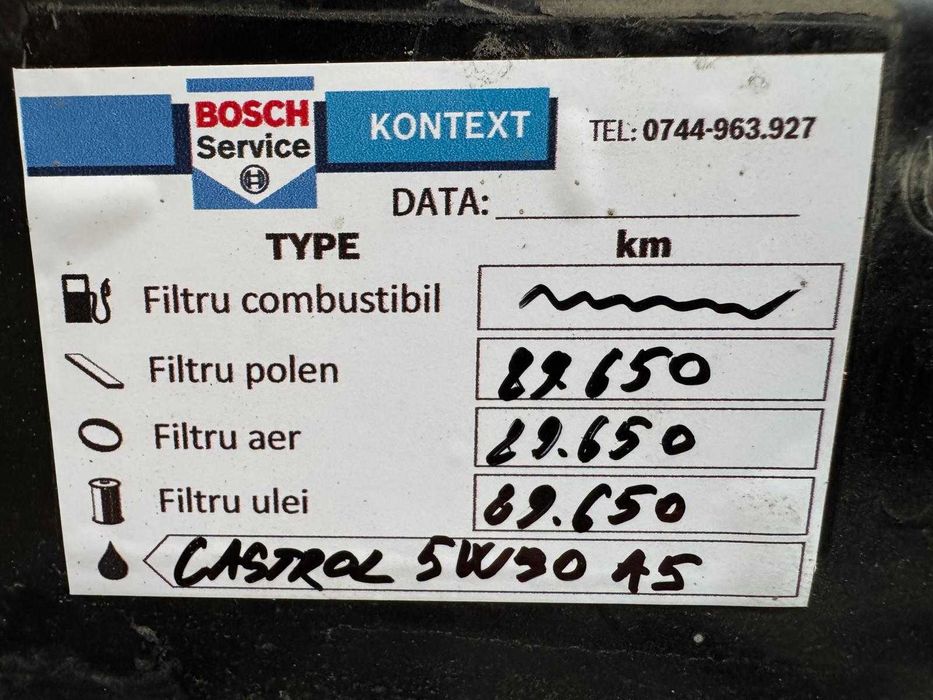 BOSCH
Service
KONTEXT
TEL: 0744-963.927
DATA:
TYPE km
Filtru combustibil
Filtru polen 89.650
Filtru aer 89.650
Filtru ulei 89.650
CASTROL 5W30 A5